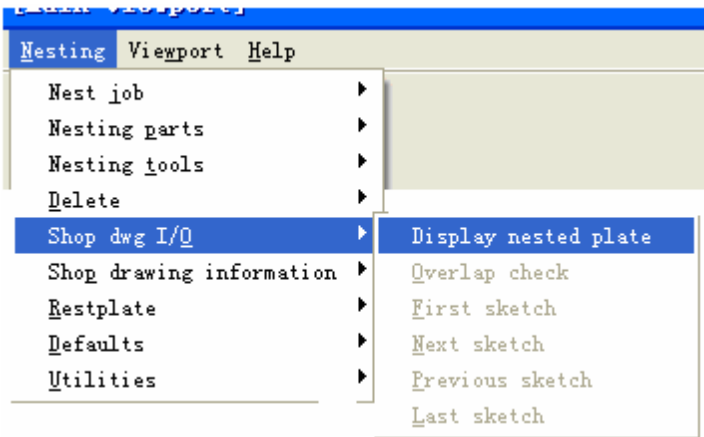 Nesting Viewport Help
Nest job
Nesting parts
Nesting tools
Delete
Shop dwg I/O
Display nested plate
Shop drawing information
Overlap check
Restplate
First sketch
Defaults
Next sketch
Utilities
Previous sketch
Last sketch